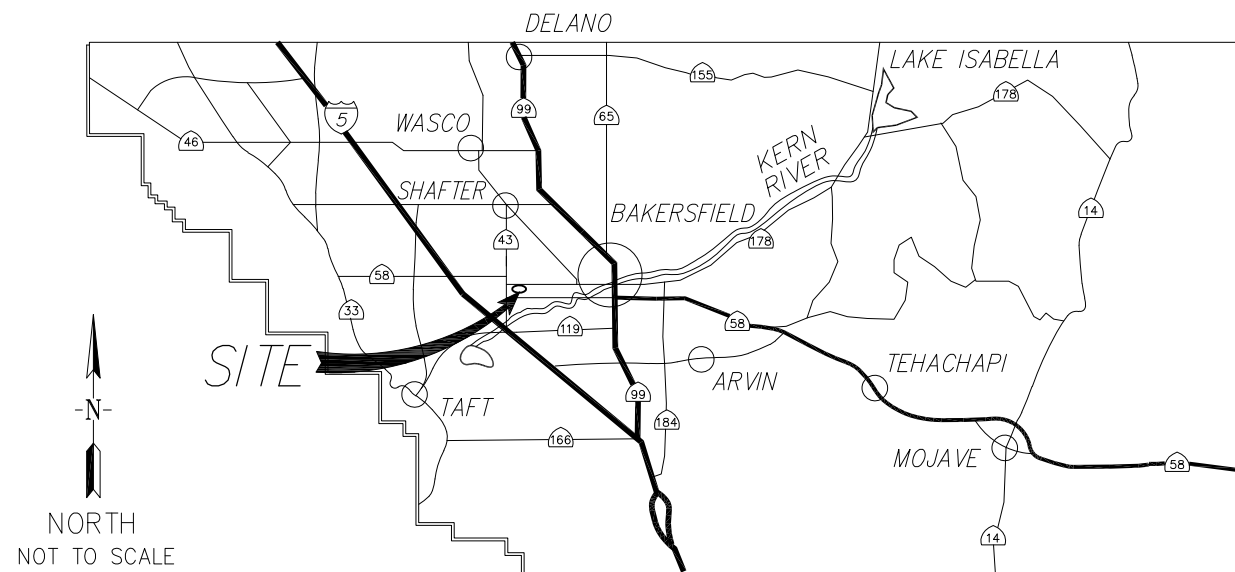 DELANO
LAKE ISABELLA
155
178
5
99
65
WASCO
46
KERN
RIVER
SHAFTER
BAKERSFIELD
14
43
178
58
33
119
58
SITE
TEHACHAPI
ARVIN
99
TAFT
-N-
184
166
MOJAVE
58
NORTH
14
NOT TO SCALE